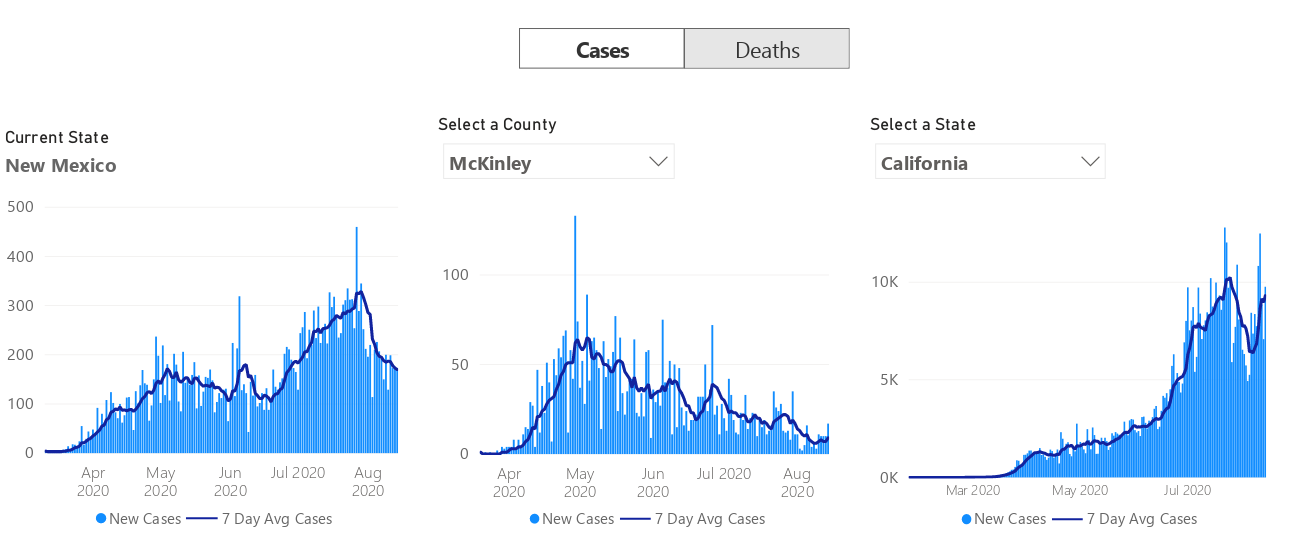 Cases Deaths
Current State
New Mexico
500
400
300
200
100
0
Apr 2020
May 2020
Jun 2020
Jul 2020
Aug 2020
New Cases 7 Day Avg Cases
Select a County
McKinley
100
50
0
Apr 2020
May 2020
Jun 2020
Jul 2020
Aug 2020
New Cases 7 Day Avg Cases
Select a State
California
10K
5K
0K
Mar 2020 May 2020 Jul 2020
New Cases 7 Day Avg Cases